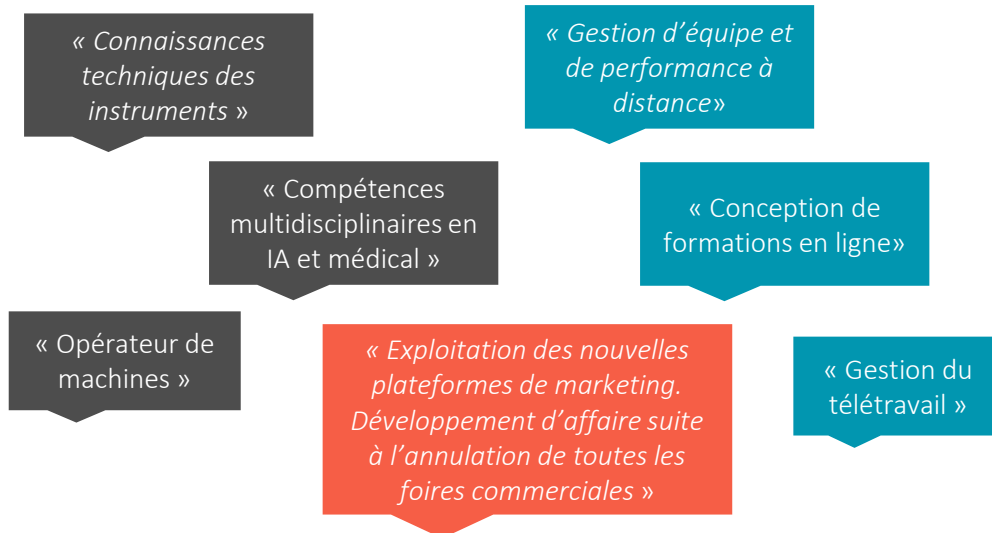 « Connaissances
techniques des
instruments »
« Gestion d’équipe et
de performance à
distance»
« Compétences
multidisciplinaires en
IA et médical »
« Conception de
formations en ligne»
« Opérateur de
machines »
« Exploitation des nouvelles
plateformes de marketing.
Développement d’affaire suite
à l’annulation de toutes les
foires commerciales »
« Gestion du
télétravail »